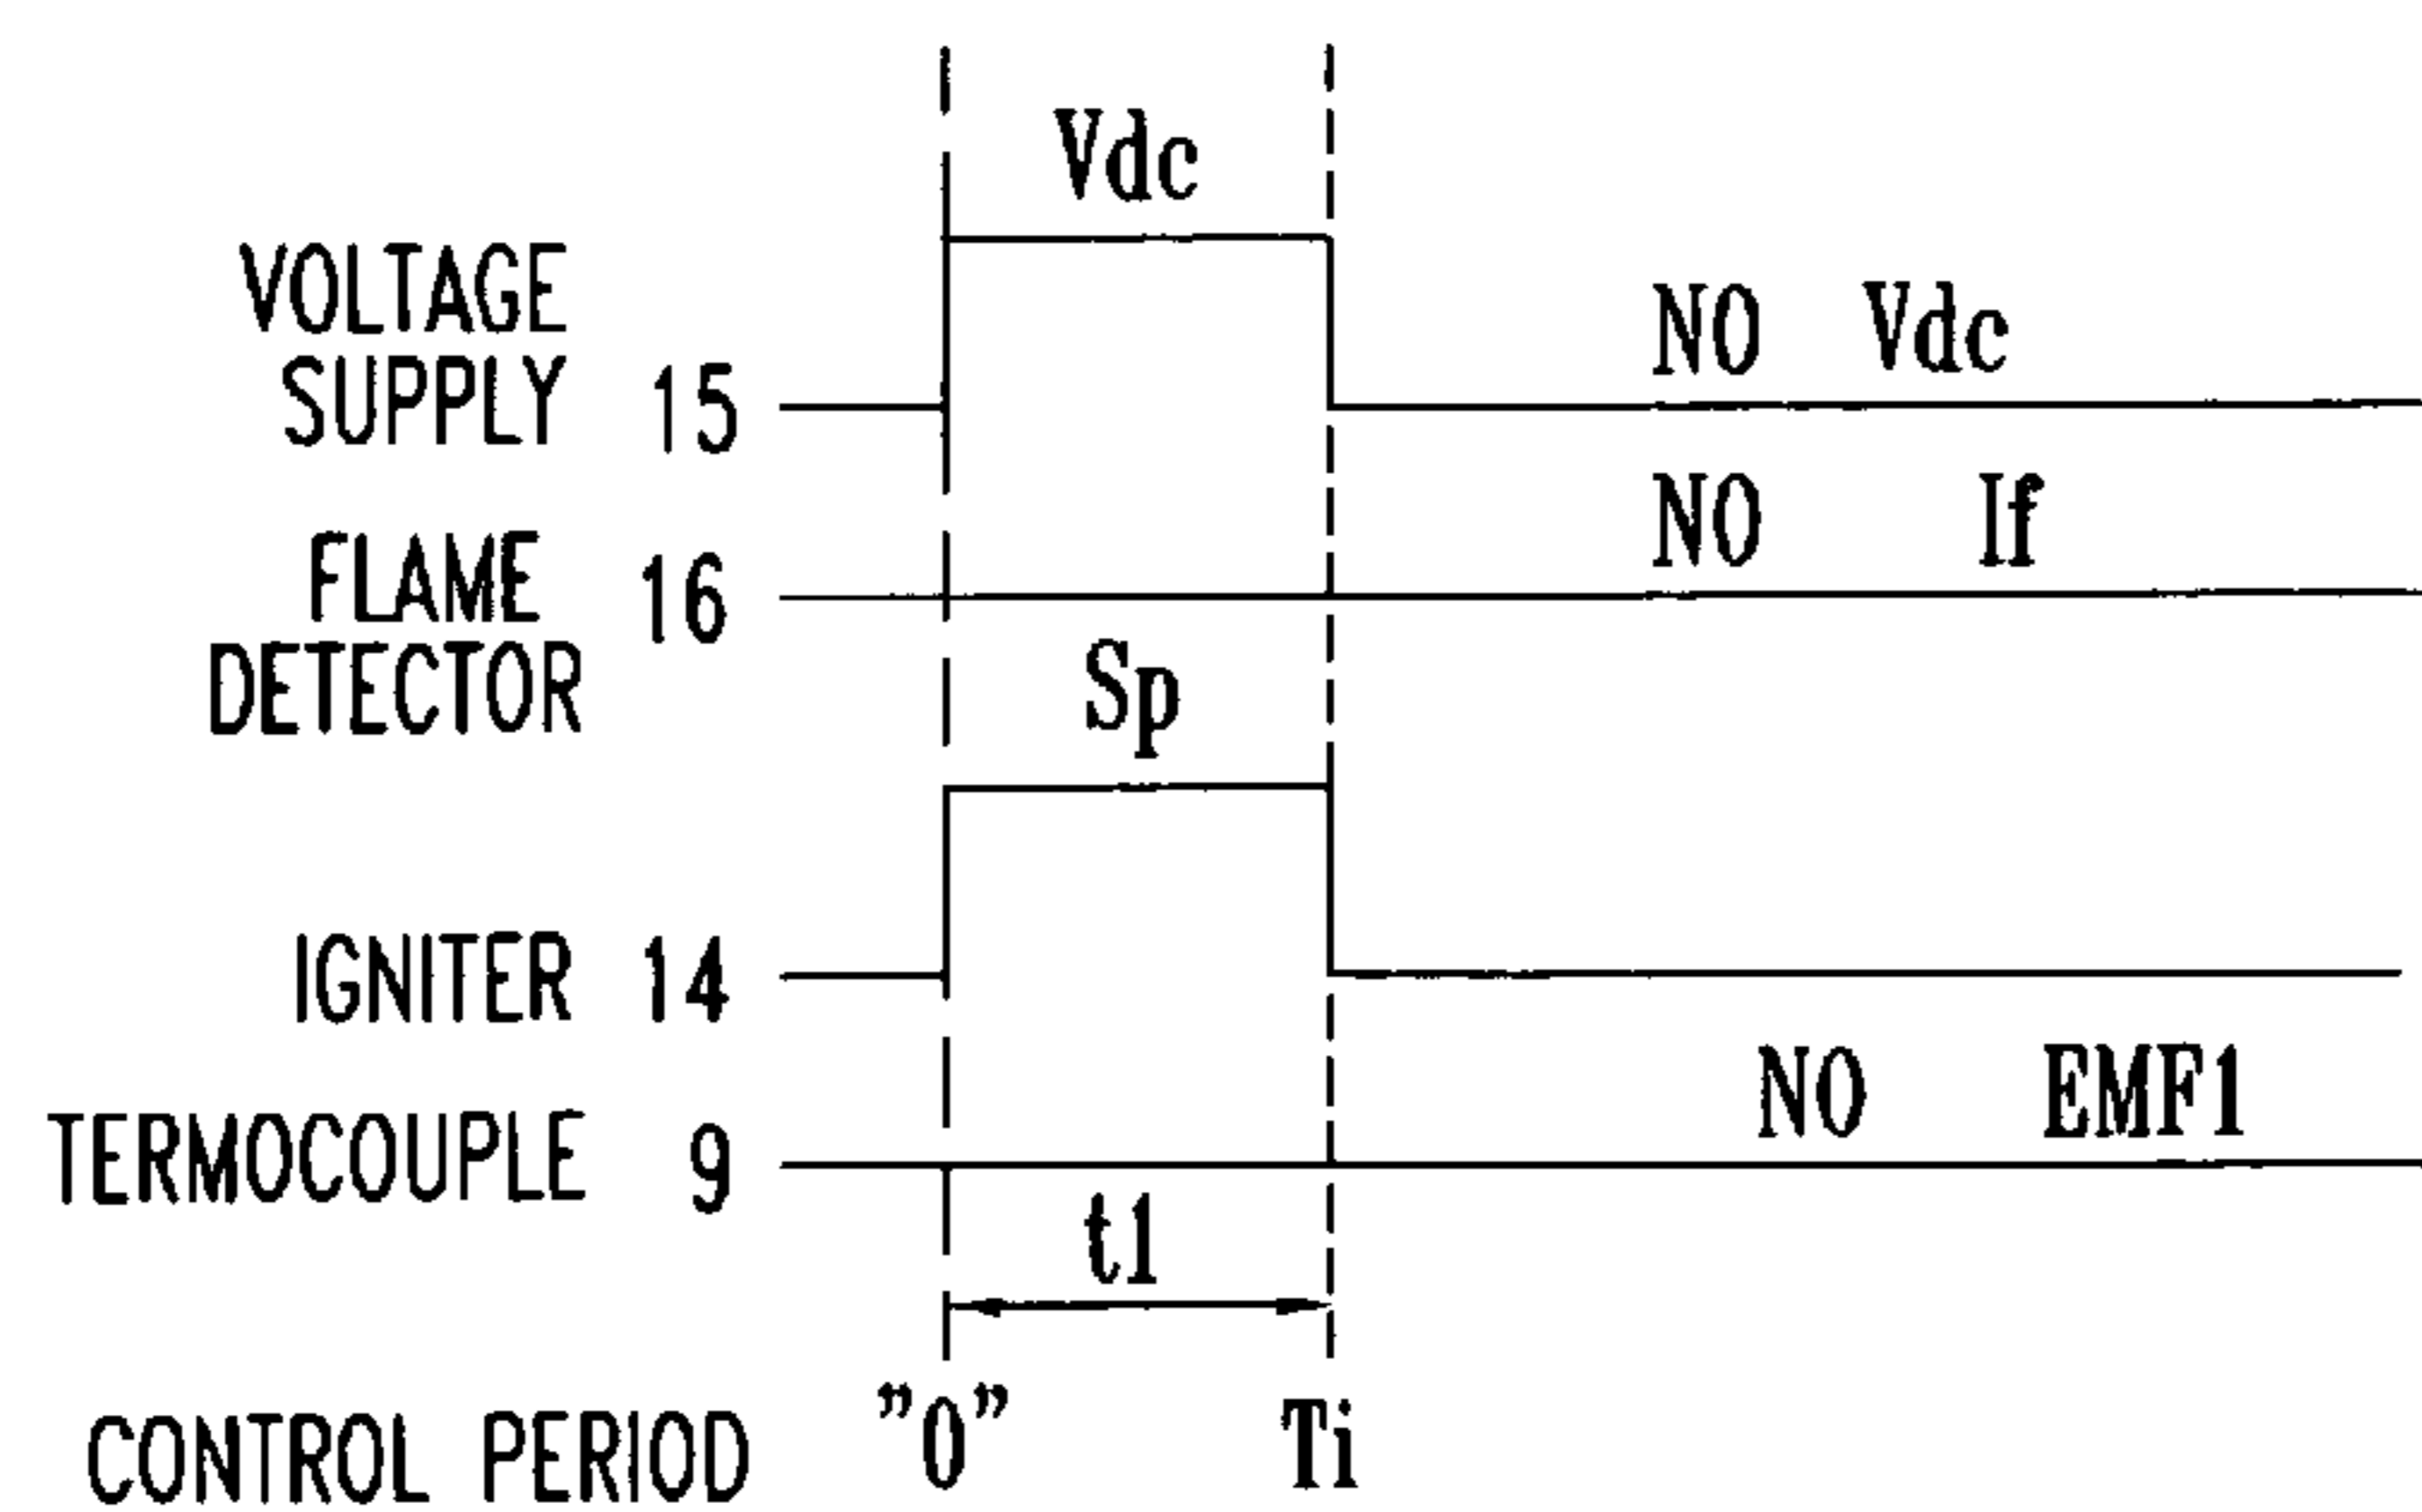 Vdc
VOLTAGE
SUPPLY 15
NO Vdc
NO If
FLAME
DETECTOR 16
Sp
IGNITER 14
NO EMF1
TERMOCOUPLE 9
t1
CONTROL PERIOD "0" Ti